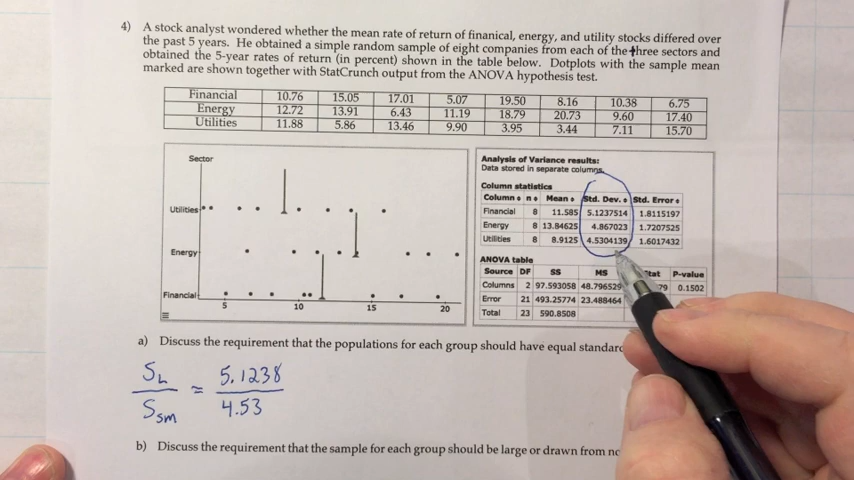 4) A stock analyst wondered whether the mean rate of return of finanical, energy, and utility stocks differed over
the past 5 years. He obtained a simple random sample of eight companies from each of the three sectors and
obtained the 5-year rates of return (in percent) shown in the table below. Dotplots with the sample mean
marked are shown together with StatCrunch output from the ANOVA hypothesis test.
Financial 10.76 15.05 17.01 5.07 19.50 8.16 10.38 6.75
Energy 12.72 13.91 6.43 11.19 18.79 20.73 9.60 17.40
Utilities 11.88 5.86 13.46 9.90 3.95 3.44 7.11 15.70
Sector
Utilities
Energy
Financial
5 10 15 20
Analysis of Variance results:
Data stored in separate columns.
Column statistics
Column n Mean Std. Dev. Std. Error
Financial 8 11.585 5.1237514 1.8115197
Energy 8 13.84625 4.867023 1.7207525
Utilities 8 8.9125 4.5304139 1.6017432
ANOVA table
Source DF SS MS Stat P-value
Columns 2 97.593058 48.796529 79 0.1502
Error 21 493.25774 23.488464
Total 23 590.8508
a) Discuss the requirement that the populations for each group should have equal standard
SL ≈ 5.1238
Ssm 4.53
b) Discuss the requirement that the sample for each group should be large or drawn from